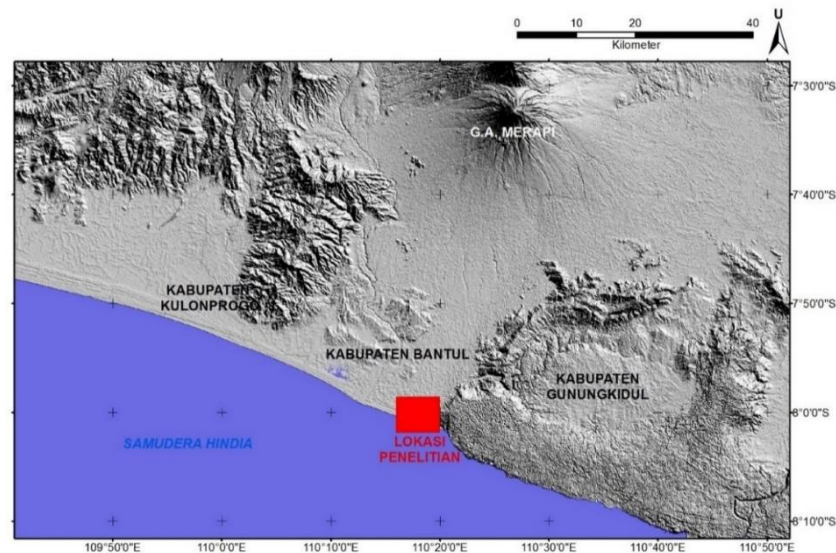 U
0 10 20 40
Kilometer
7°30'0"S
G.A. MERAPI
7°40'0"S
KABUPATEN
KULONPROGO
7°50'0"S
KABUPATEN BANTUL
KABUPATEN
GUNUNGKIDUL
8°0'0"S
LOKASI
PENELITIAN
SAMUDERA HINDIA
8°10'0"S
109°50'0"E 110°0'0"E 110°10'0"E 110°20'0"E 110°30'0"E 110°40'0"E 110°50'0"E